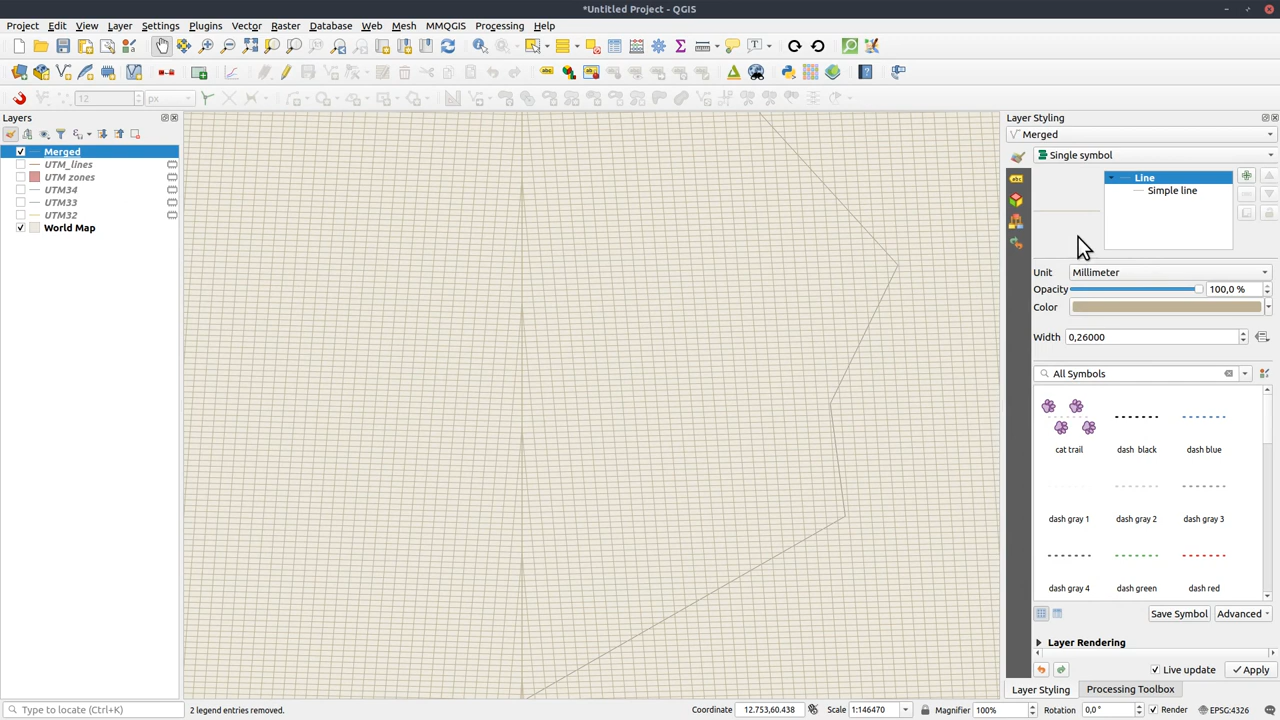 *Untitled Project - QGIS
Project Edit View Layer Settings Plugins Vector Raster Database Web Mesh MMQGIS Processing Help
12 px
Layers
Merged
UTM_lines
UTM zones
UTM34
UTM33
UTM32
World Map
Layer Styling
Merged
Single symbol
Line
Simple line
Unit Millimeter
Opacity 100,0 %
Color
Width 0,26000
All Symbols
cat trail dash black dash blue
dash gray 1 dash gray 2 dash gray 3
dash gray 4 dash green dash red
Save Symbol Advanced
Layer Rendering
Live update Apply
Layer Styling Processing Toolbox
Type to locate (Ctrl+K) 2 legend entries removed. Coordinate 12.753,60.438 Scale 1:146470 Magnifier 100% Rotation 0,0 ° Render EPSG:4326